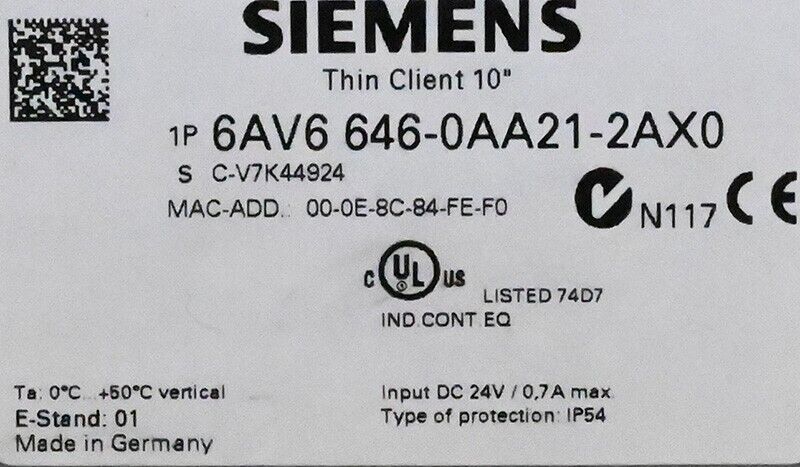 SIEMENS
Thin Client 10"
1P 6AV6 646-0AA21-2AX0
S C-V7K44924
MAC-ADD.: 00-0E-8C-84-FE-F0
N117 CE
C UL US
LISTED 74D7
IND.CONT.EQ
Ta: 0°C...+50°C vertical
E-Stand: 01
Made in Germany
Input DC 24V / 0,7A max.
Type of protection: IP54